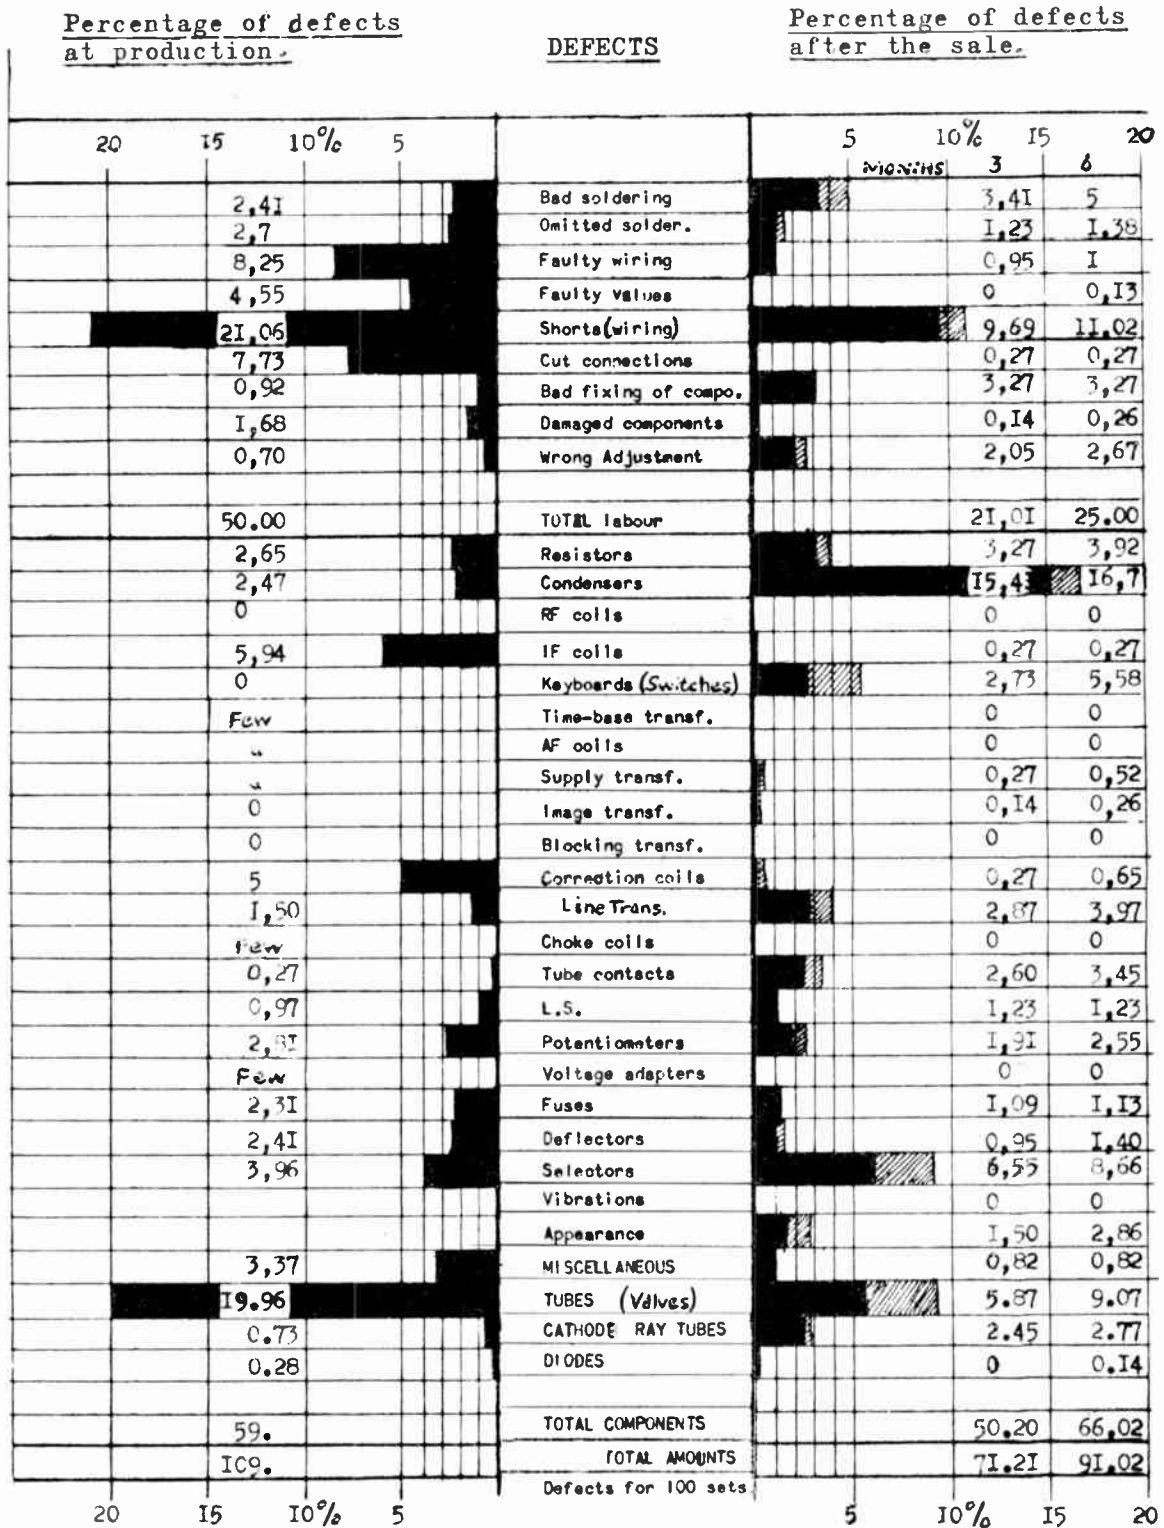 Percentage of defects at production.
DEFECTS
Percentage of defects after the sale.
20 15 10% 5 5 10% 15 20
MONTHS 3 6
2,41 Bad soldering 3,41 5
2,7 Omitted solder. 1,23 1,38
8,25 Faulty wiring 0,95 I
4,55 Faulty Values 0 0,13
21,06 Shorts(wiring) 9,69 11.02
7,73 Cut connections 0,27 0,27
0,92 Bad fixing of compo. 3,27 3,27
1,68 Damaged components 0,14 0,26
0,70 Wrong Adjustment 2,05 2,67
50.00 TOTAL labour 21,01 25.00
2,65 Resistors 3,27 3,92
2,47 Condensers 15,4 16,7
0 RF coils 0 0
5,94 IF coils 0,27 0,27
0 Keyboards (Switches) 2,73 5,58
Few Time-base transf. 0 0
" AF coils 0 0
" Supply transf. 0,27 0,52
0 Image transf. 0,14 0,26
0 Blocking transf. 0 0
5 Correction coils 0,27 0,65
1,50 Line Trans. 2,87 3,97
Few Choke coils 0 0
0,27 Tube contacts 2,60 3,45
0,97 L.S. 1,23 1,23
2,81 Potentiometers 1,91 2,55
Few Voltage adapters 0 0
2,31 Fuses 1,09 1,13
2,41 Deflectors 0,95 1,40
3,96 Selectors 6,55 8,66
Vibrations 0 0
Appearance 1,50 2,86
3,37 MISCELLANEOUS 0,82 0,82
19.96 TUBES (Valves) 5.87 9.07
0.73 CATHODE RAY TUBES 2.45 2.77
0.28 DIODES 0 0.14
59. TOTAL COMPONENTS 50.20 66.02
109. TOTAL AMOUNTS 71.21 91.02
Defects for 100 sets
20 15 10% 5 5 10% 15 20